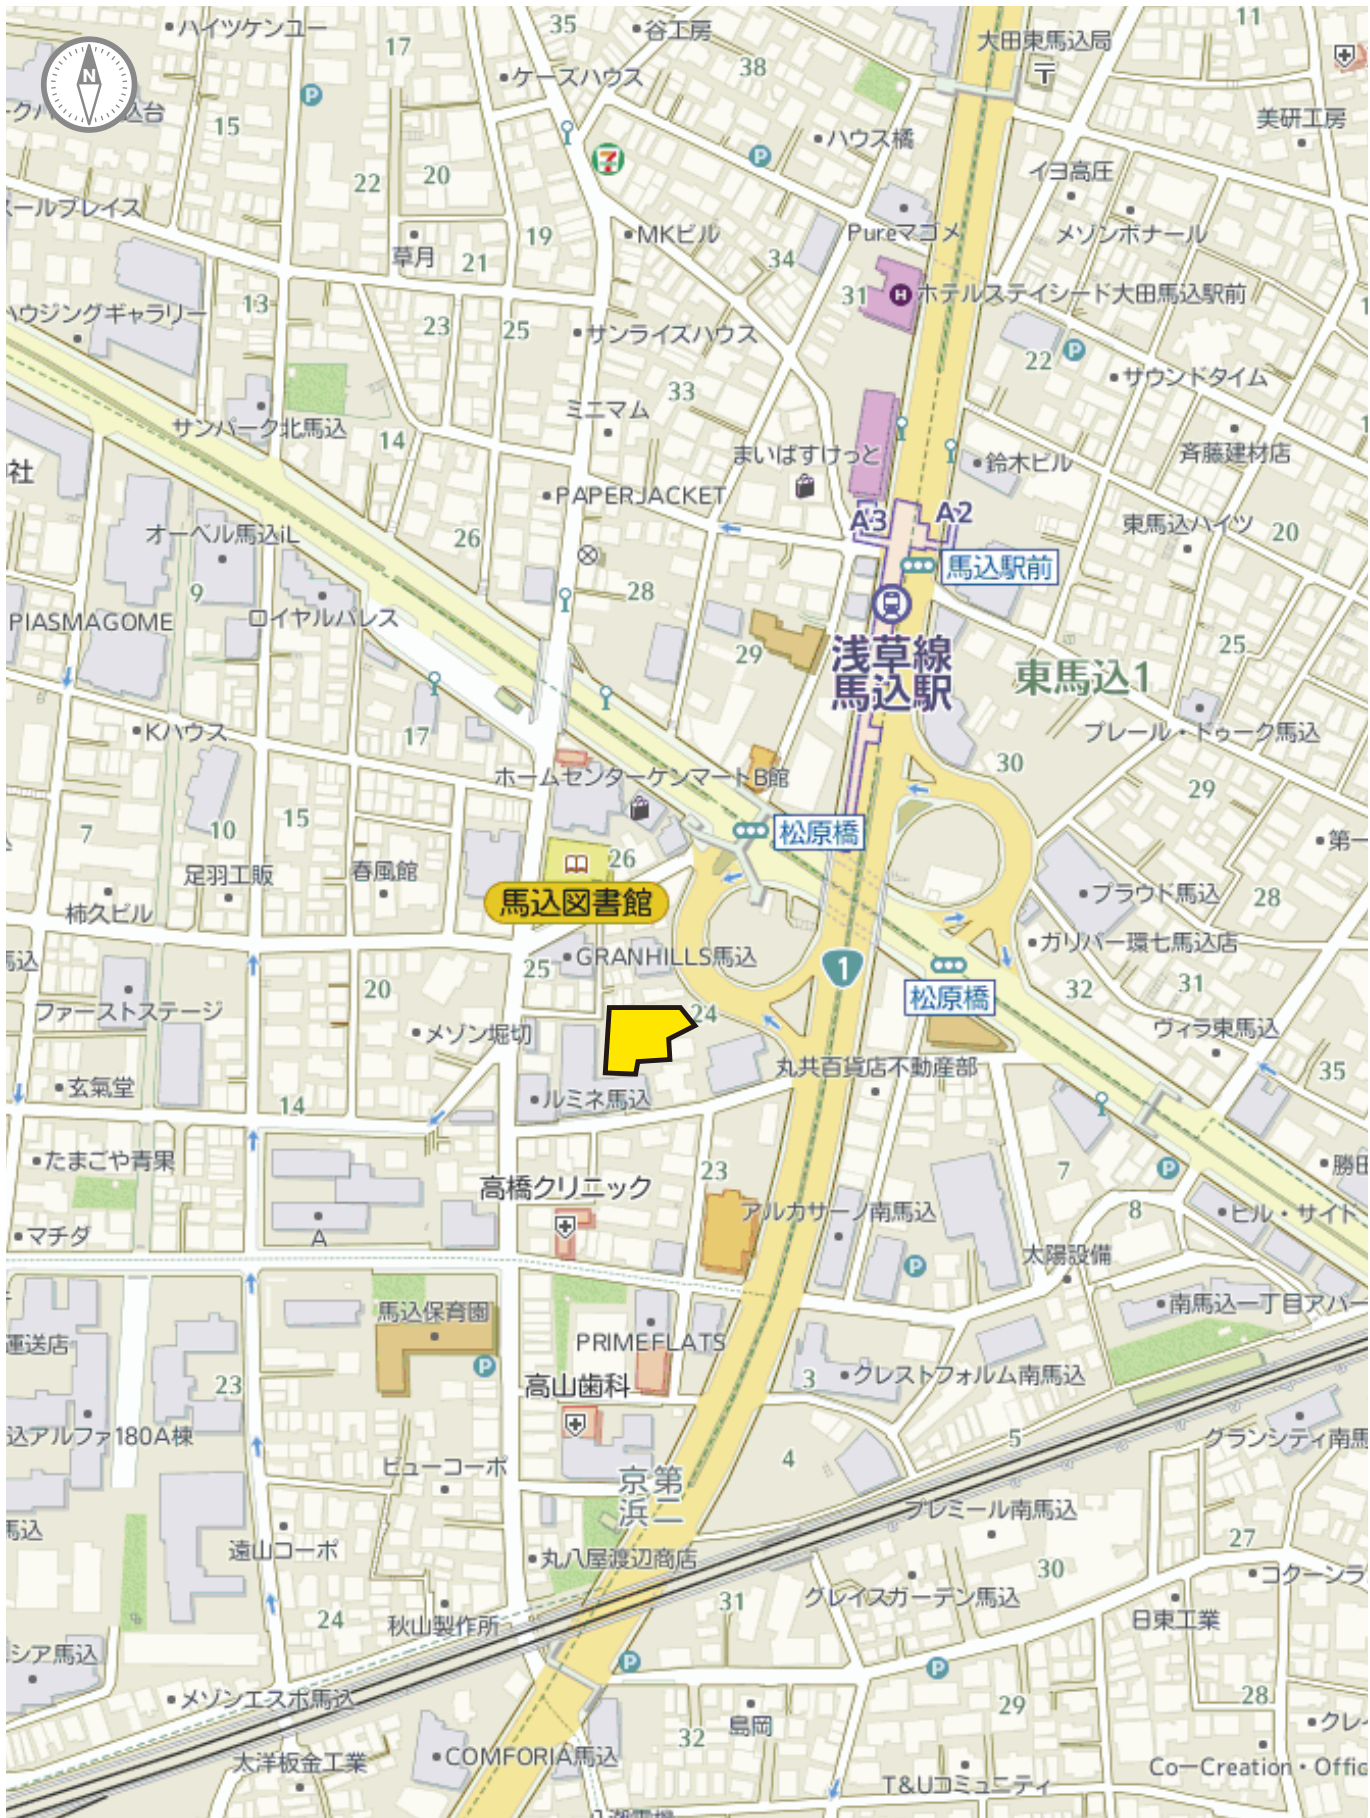 ハイツケンユー
35
谷工房
11
17
大田東馬込局
〒
38
ケーズハウス
N
P
込台
15
ハウス橘
美研工房
7
P
22
20
イヨ高圧
ールプレイス
19
MKビル
Pureマゴメ
メゾンボナール
草月
21
34
13
31
H
ホテルステイシード大田馬込駅前
ハウジングギャラリー
23
25
サンライズハウス
22
P
サウンドタイム
33
ミニマム
サンパーク北馬込
14
まいばすけっと
斉藤建材店
社
鈴木ビル
PAPERJACKET
A3
A2
オーベル馬込iL
26
東馬込ハイツ
20
馬込駅前
9
28
PIASMAGOME
ロイヤルパレス
浅草線
馬込駅
29
25
東馬込1
Kハウス
17
プレール・ドゥーク馬込
ホームセンターケンマートB館
30
29
15
7
10
松原橋
第一
26
足羽工販
春風館
馬込図書館
プラウド馬込
28
柿久ビル
GRANHILLS馬込
ガリバー環七馬込店
馬込
25
1
20
松原橋
32
31
ファーストステージ
メゾン堀切
24
ヴィラ東馬込
丸共百貨店不動産部
35
玄氣堂
ルミネ馬込
14
たまごや青果
23
7
P
勝田
高橋クリニック
マチダ
A
アルカサーノ南馬込
8
ビル・サイド
太陽設備
P
馬込保育園
南馬込一丁目アパー
運送店
PRIMEFLATS
P
高山歯科
3
クレストフォルム南馬込
23
込アルファ180A棟
5
グランシティ南馬
ビューコーポ
4
第二
京浜
プレミール南馬込
馬込
遠山コーポ
27
丸八屋渡辺商店
30
コクーンラ
24
31
グレイスガーデン馬込
日東工業
秋山製作所
シア馬込
P
P
メゾンエスポ馬込
29
28
島岡
32
クレ
太洋板金工業
COMFORIA馬込
Co-Creation・Offic
T&Uコミュニティ